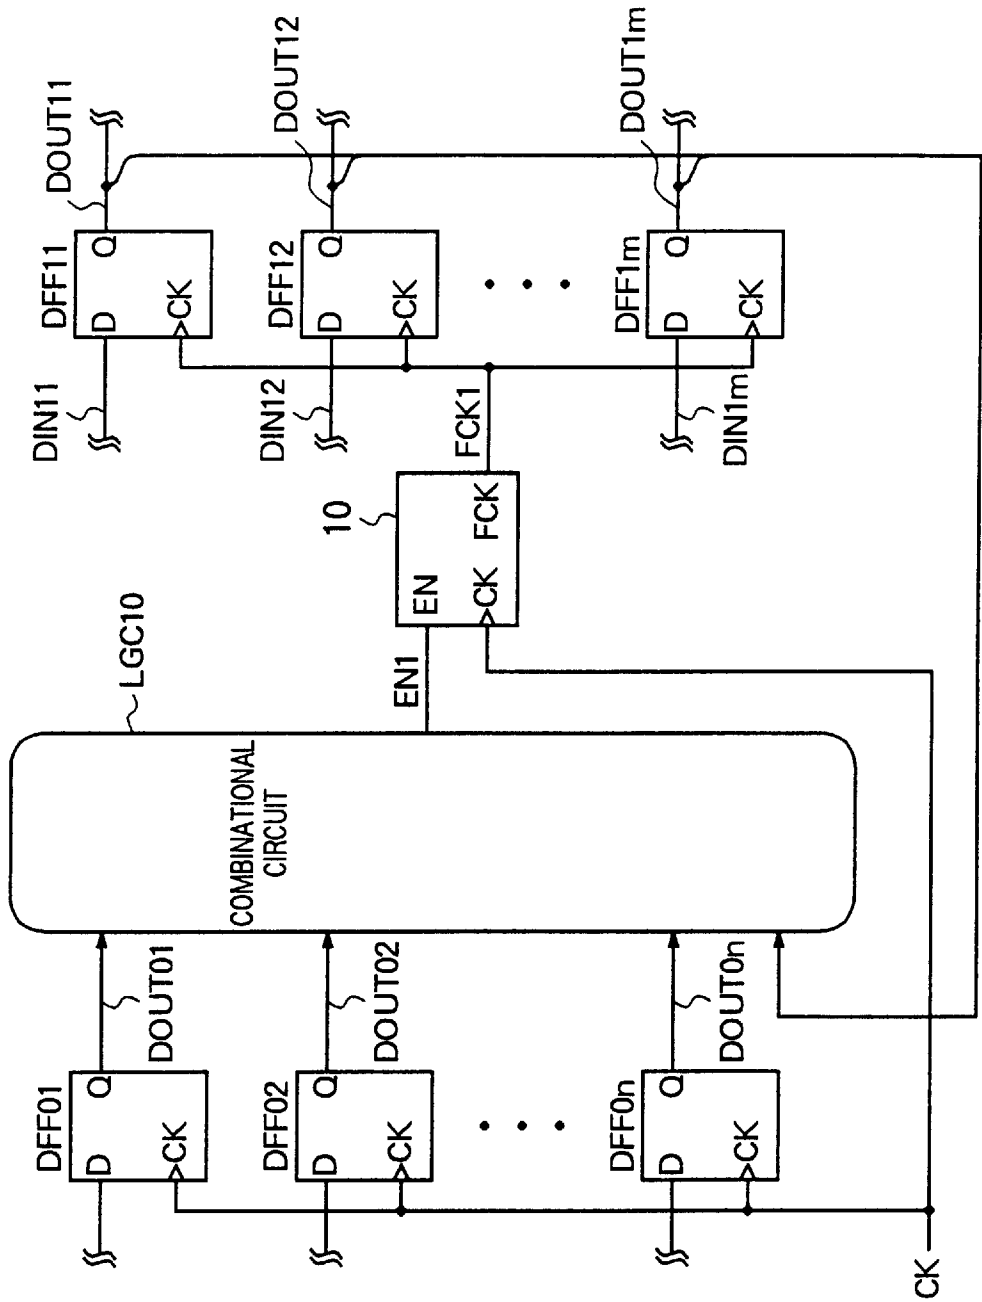 DFF01
D
Q
CK
DOUT01
DFF02
D
Q
CK
DOUT02
DFF0n
D
Q
CK
DOUT0n
CK
LGC10
COMBINATIONAL
CIRCUIT
EN1
10
EN
CK
FCK
FCK1
DIN11
DFF11
D
Q
CK
DOUT11
DIN12
DFF12
D
Q
CK
DOUT12
DIN1m
DFF1m
D
Q
CK
DOUT1m